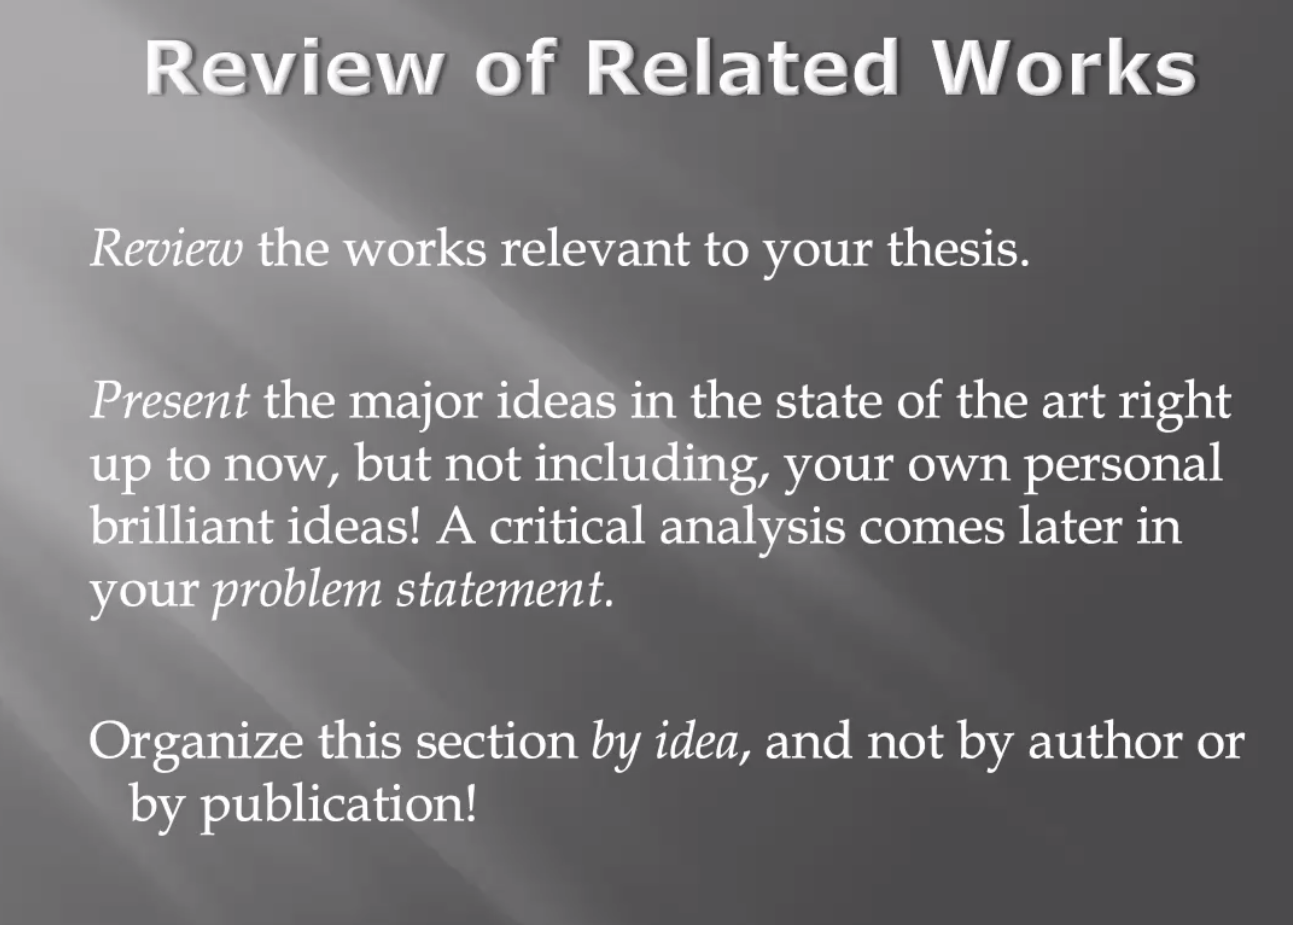 Review of Related Works
Review the works relevant to your thesis.
Present the major ideas in the state of the art right
up to now, but not including, your own personal
brilliant ideas! A critical analysis comes later in
your problem statement.
Organize this section by idea, and not by author or
by publication!